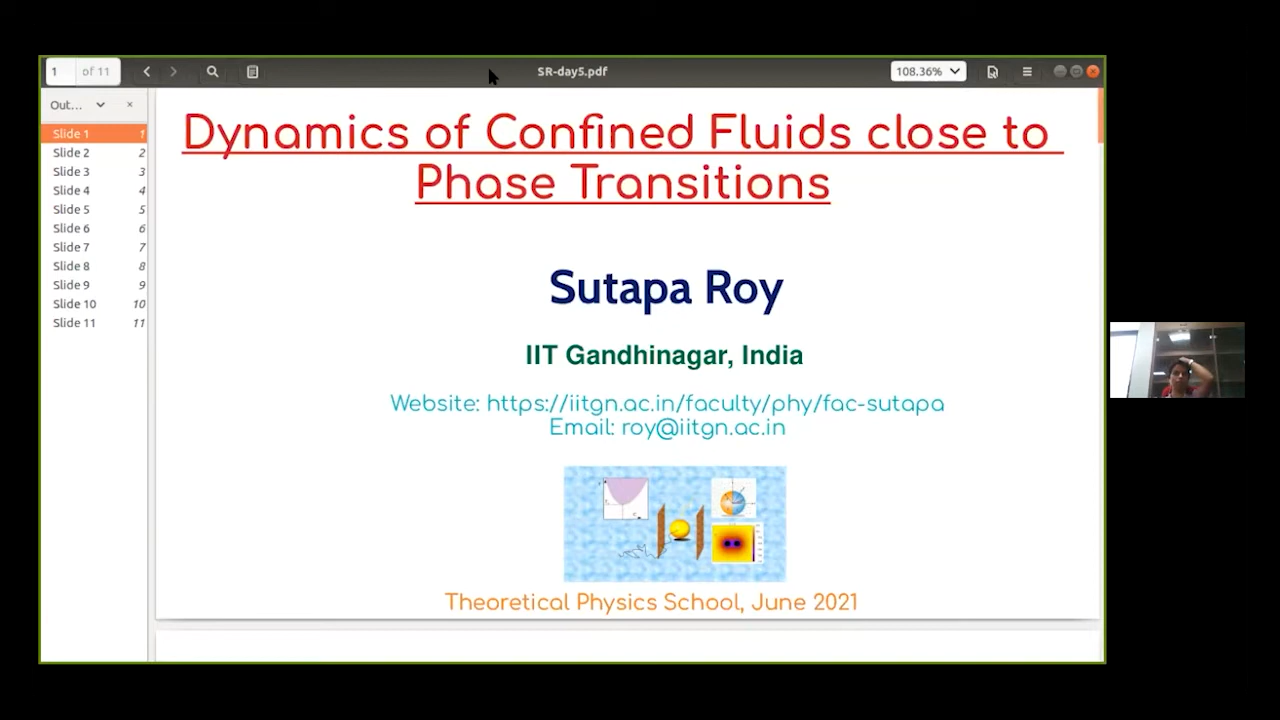 1 of 11
SR-day5.pdf
108.36%
Out...
Slide 1 1
Slide 2 2
Slide 3 3
Slide 4 4
Slide 5 5
Slide 6 6
Slide 7 7
Slide 8 8
Slide 9 9
Slide 10 10
Slide 11 11
Dynamics of Confined Fluids close to
Phase Transitions
Sutapa Roy
IIT Gandhinagar, India
Website: https://iitgn.ac.in/faculty/phy/fac-sutapa
Email: roy@iitgn.ac.in
Theoretical Physics School, June 2021